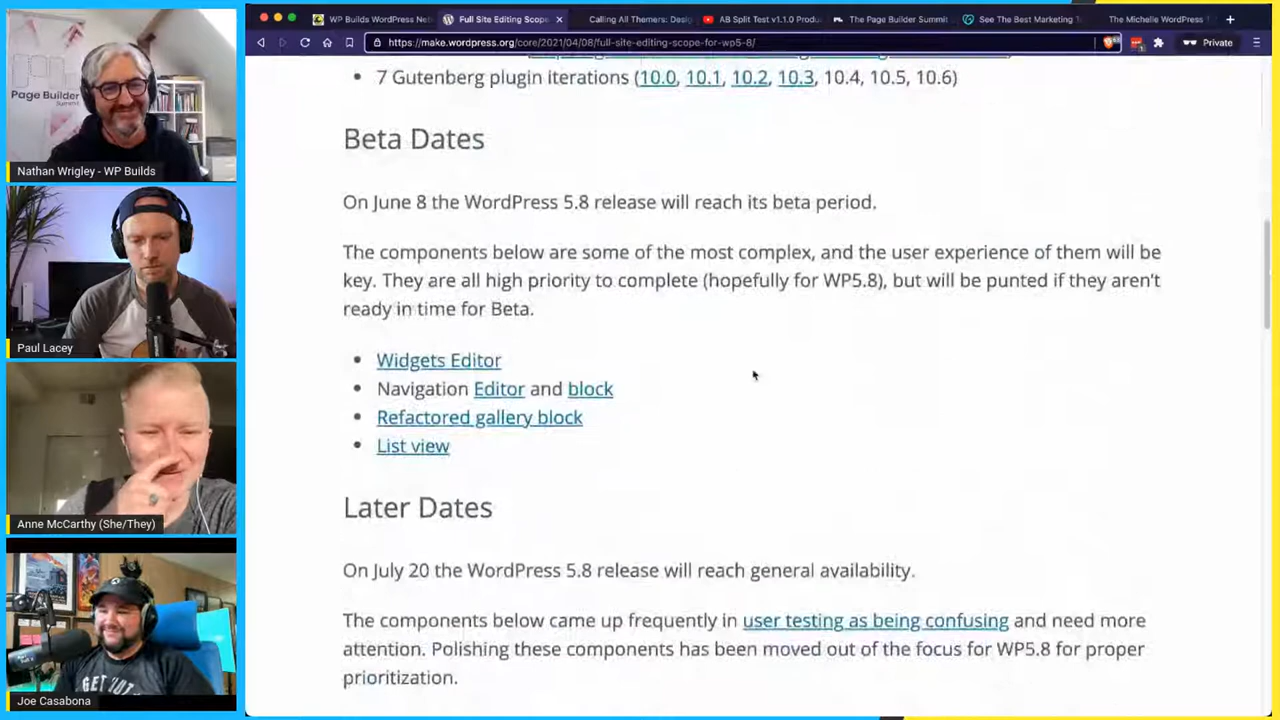 WP Builds WordPress Net
Full Site Editing Scope
Calling All Themers: Desig
AB Split Test v1.1.0 Produ
The Page Builder Summit
See The Best Marketing T
The Michelle WordPress T
https://make.wordpress.org/core/2021/04/08/full-site-editing-scope-for-wp5-8/
Private
7 Gutenberg plugin iterations (10.0, 10.1, 10.2, 10.3, 10.4, 10.5, 10.6)
Beta Dates
On June 8 the WordPress 5.8 release will reach its beta period.
The components below are some of the most complex, and the user experience of them will be
key. They are all high priority to complete (hopefully for WP5.8), but will be punted if they aren't
ready in time for Beta.
Widgets Editor
Navigation Editor and block
Refactored gallery block
List view
Later Dates
On July 20 the WordPress 5.8 release will reach general availability.
The components below came up frequently in user testing as being confusing and need more
attention. Polishing these components has been moved out of the focus for WP5.8 for proper
prioritization.
Page Builder
Nathan Wrigley - WP Builds
Paul Lacey
Anne McCarthy (She/They)
GET
Joe Casabona